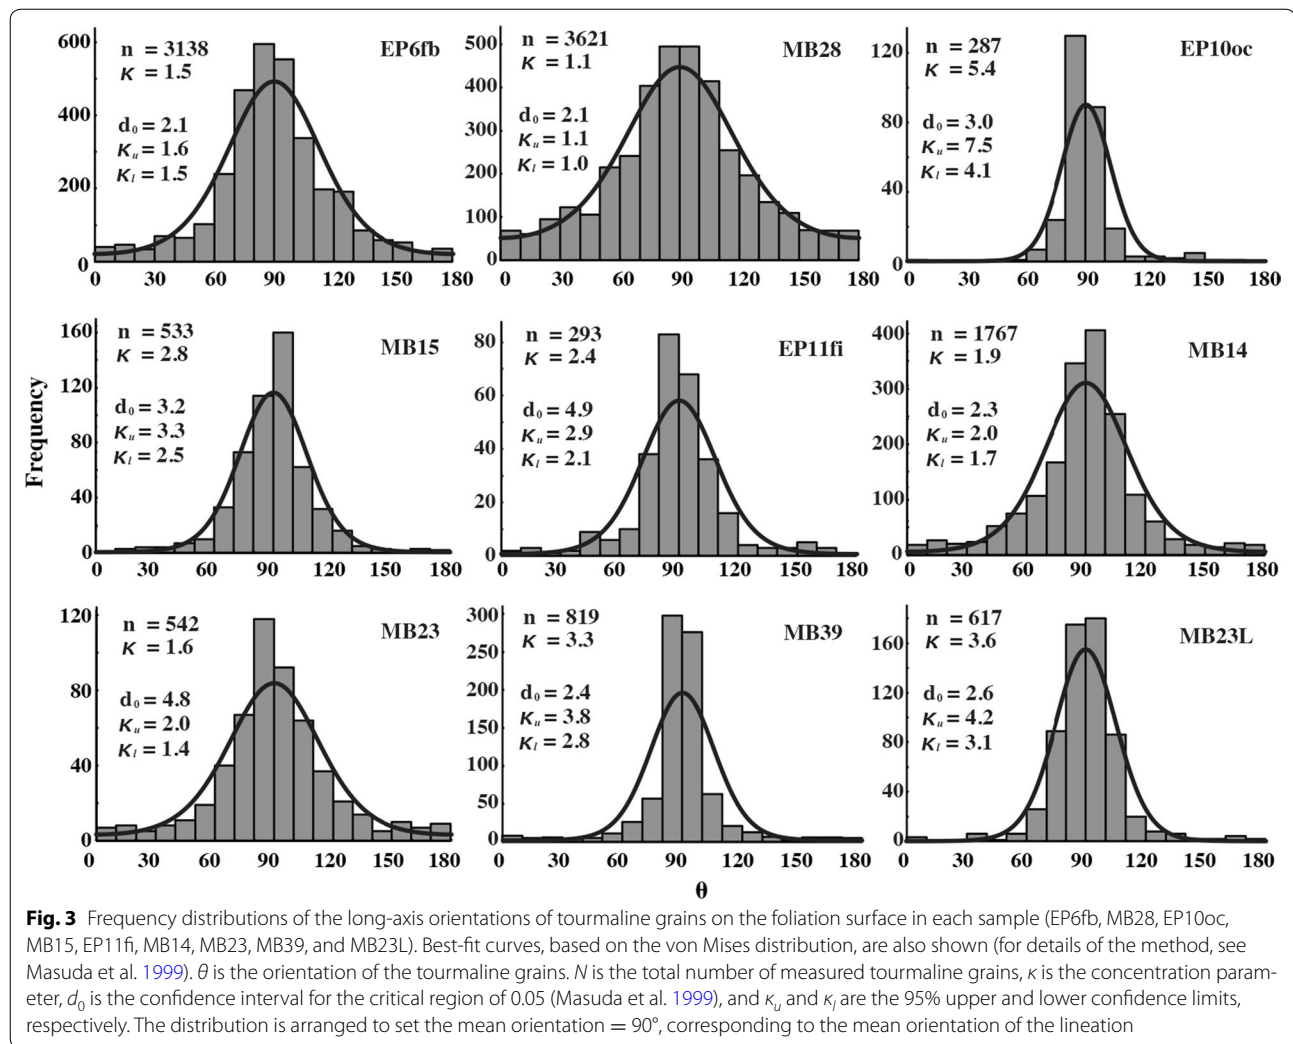 EP6fb
n = 3138
κ = 1.5
d₀ = 2.1
κᵤ = 1.6
κₗ = 1.5
600
400
200
0
0 30 60 90 120 150 180
MB28
n = 3621
κ = 1.1
d₀ = 2.1
κᵤ = 1.1
κₗ = 1.0
500
400
300
200
100
0
0 30 60 90 120 150 180
EP10oc
n = 287
κ = 5.4
d₀ = 3.0
κᵤ = 7.5
κₗ = 4.1
120
80
40
0
0 30 60 90 120 150 180
Frequency
MB15
n = 533
κ = 2.8
d₀ = 3.2
κᵤ = 3.3
κₗ = 2.5
160
120
80
40
0
0 30 60 90 120 150 180
EP11fi
n = 293
κ = 2.4
d₀ = 4.9
κᵤ = 2.9
κₗ = 2.1
80
60
40
20
0
0 30 60 90 120 150 180
MB14
n = 1767
κ = 1.9
d₀ = 2.3
κᵤ = 2.0
κₗ = 1.7
400
300
200
100
0
0 30 60 90 120 150 180
MB23
n = 542
κ = 1.6
d₀ = 4.8
κᵤ = 2.0
κₗ = 1.4
120
80
40
0
0 30 60 90 120 150 180
MB39
n = 819
κ = 3.3
d₀ = 2.4
κᵤ = 3.8
κₗ = 2.8
300
250
200
150
100
50
0
0 30 60 90 120 150 180
MB23L
n = 617
κ = 3.6
d₀ = 2.6
κᵤ = 4.2
κₗ = 3.1
160
120
80
40
0
0 30 60 90 120 150 180
θ
Fig. 3 Frequency distributions of the long-axis orientations of tourmaline grains on the foliation surface in each sample (EP6fb, MB28, EP10oc,
MB15, EP11fi, MB14, MB23, MB39, and MB23L). Best-fit curves, based on the von Mises distribution, are also shown (for details of the method, see
Masuda et al. 1999). θ is the orientation of the tourmaline grains. N is the total number of measured tourmaline grains, κ is the concentration param-
eter, d₀ is the confidence interval for the critical region of 0.05 (Masuda et al. 1999), and κᵤ and κₗ are the 95% upper and lower confidence limits,
respectively. The distribution is arranged to set the mean orientation = 90°, corresponding to the mean orientation of the lineation